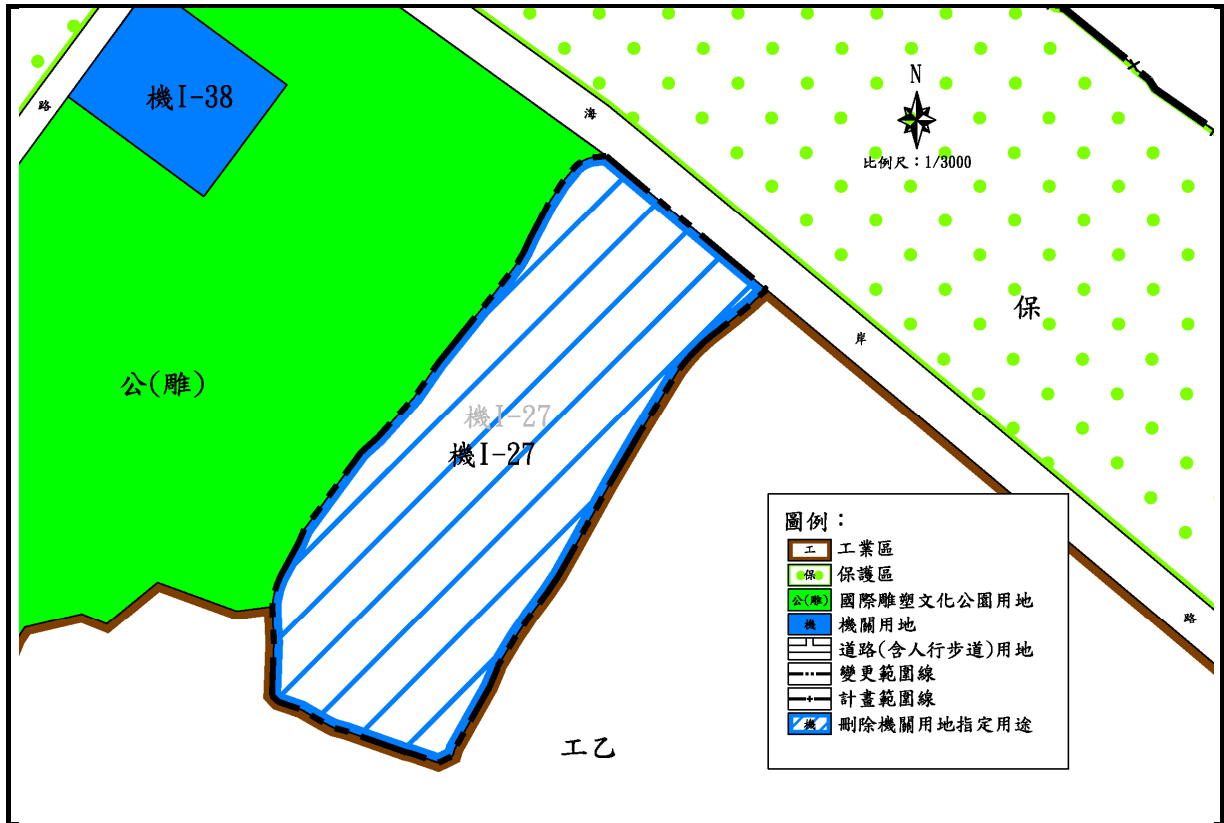 機I-38
路
海
N
比例尺：1/3000
保
岸
公(雕)
機I-27
機I-27
圖例：
工 工業區
保 保護區
公(雕) 國際雕塑文化公園用地
機 機關用地
道路(含人行步道)用地
變更範圍線
計畫範圍線
機 刪除機關用地指定用途
路
工乙